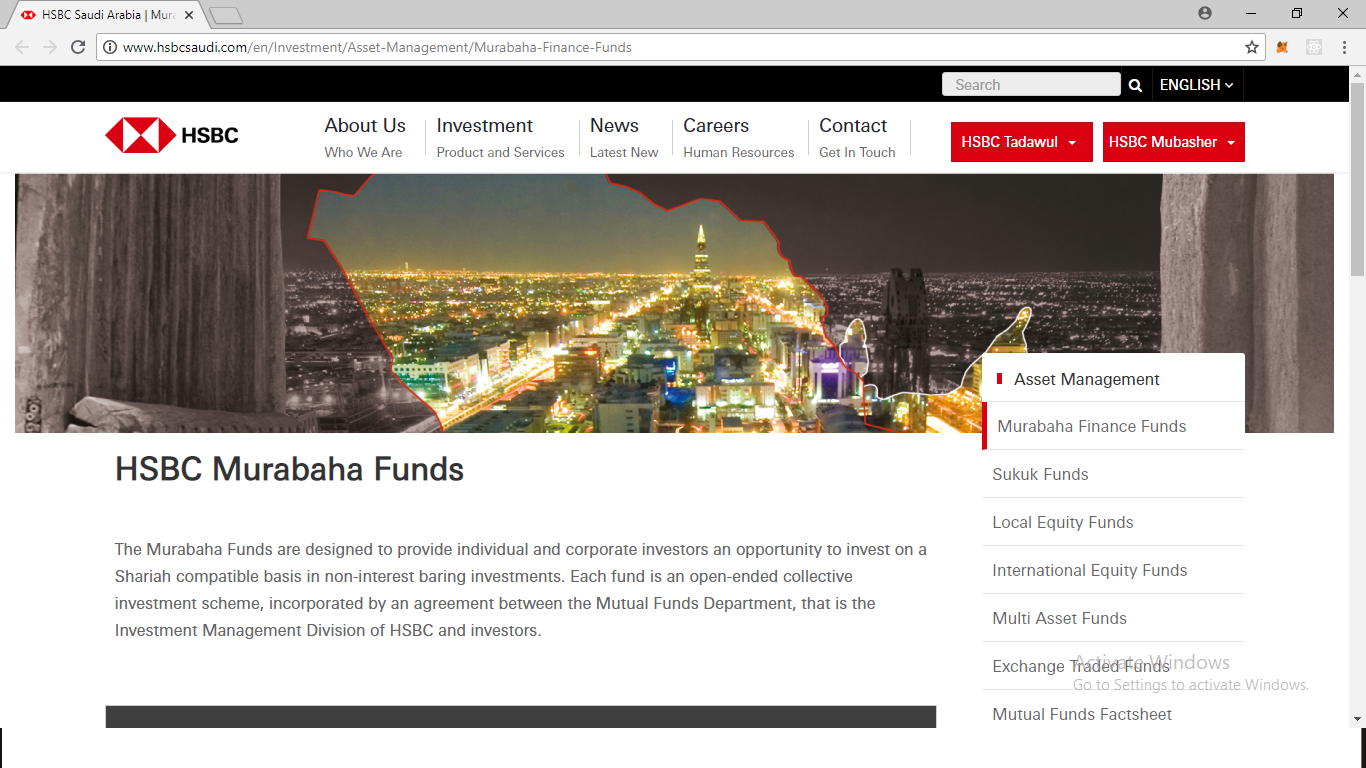 HSBC Saudi Arabia | Mura
www.hsbcsaudi.com/en/Investment/Asset-Management/Murabaha-Finance-Funds
Search
ENGLISH
HSBC
About Us
Who We Are
Investment
Product and Services
News
Latest New
Careers
Human Resources
Contact
Get In Touch
HSBC Tadawul
HSBC Mubasher
Asset Management
Murabaha Finance Funds
Sukuk Funds
Local Equity Funds
International Equity Funds
Multi Asset Funds
Exchange Traded Funds
Mutual Funds Factsheet
HSBC Murabaha Funds
The Murabaha Funds are designed to provide individual and corporate investors an opportunity to invest on a
Shariah compatible basis in non-interest baring investments. Each fund is an open-ended collective
investment scheme, incorporated by an agreement between the Mutual Funds Department, that is the
Investment Management Division of HSBC and investors.
Activate Windows
Go to Settings to activate Windows.